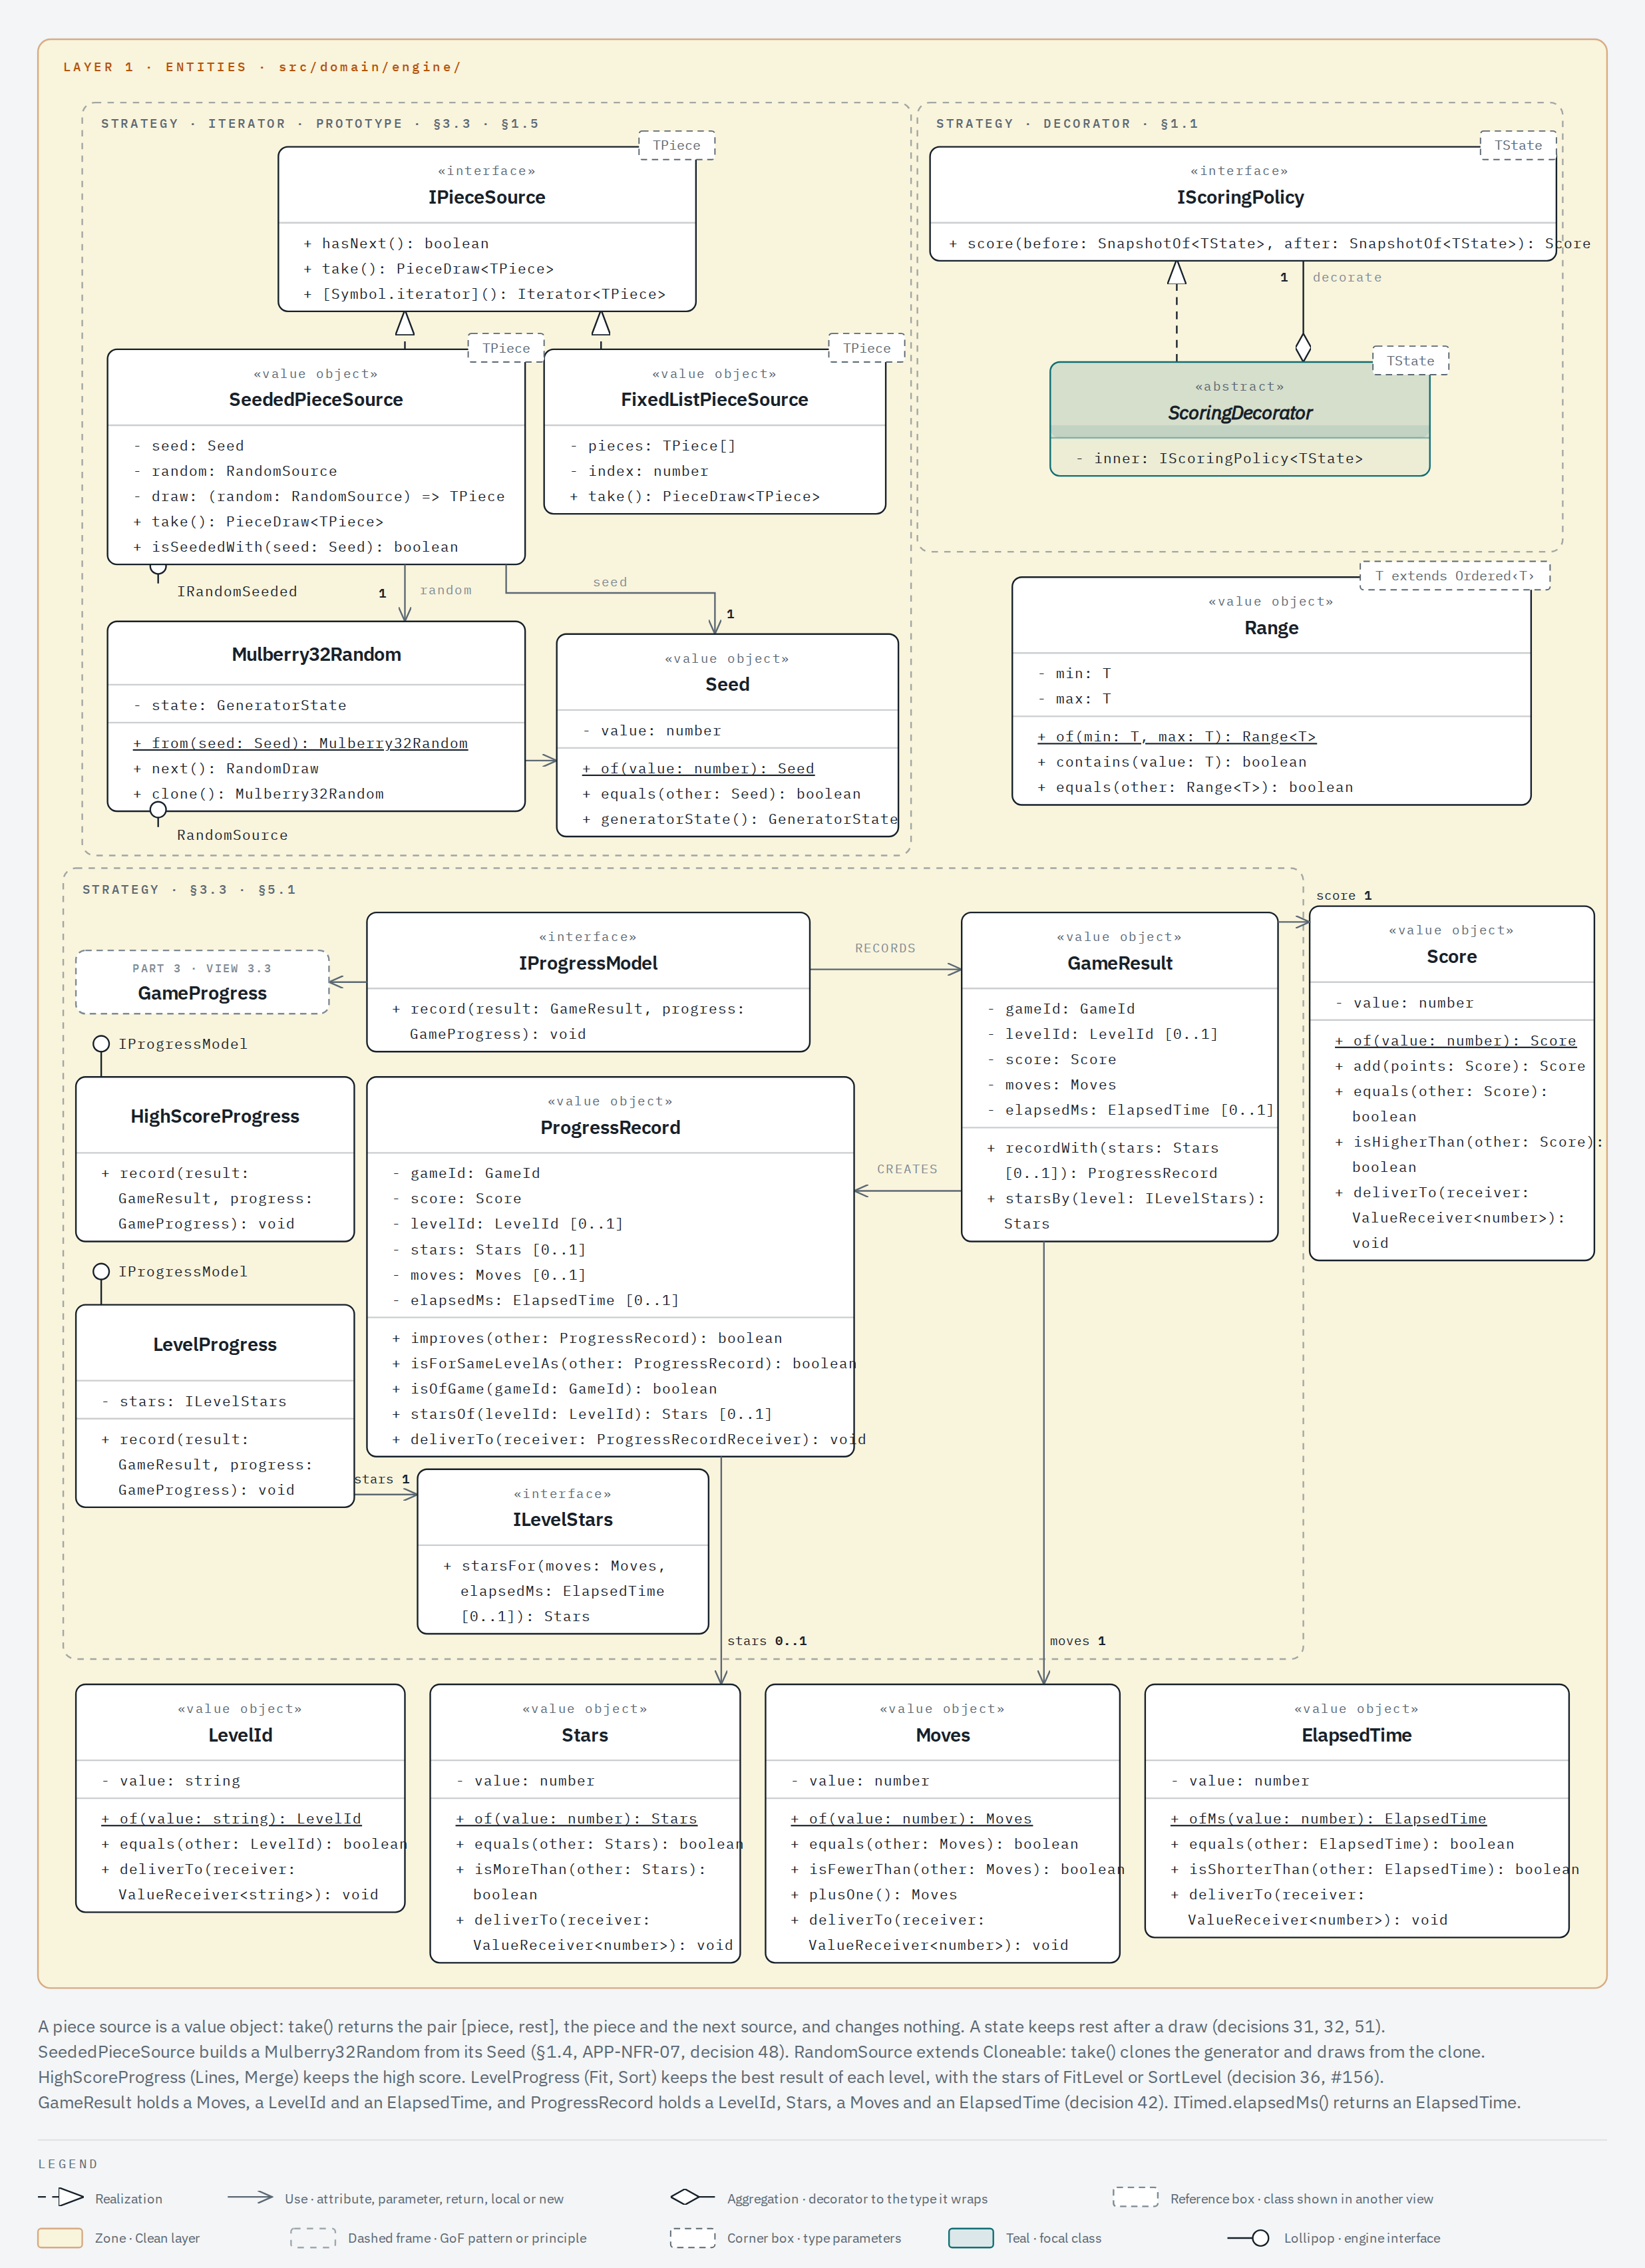 LAYER 1 · ENTITIES · src/domain/engine/
STRATEGY · ITERATOR · PROTOTYPE · §3.3 · §1.5
TPiece
«interface»
IPieceSource
+ hasNext(): boolean
+ take(): PieceDraw<TPiece>
+ [Symbol.iterator](): Iterator<TPiece>
TPiece
«value object»
SeededPieceSource
- seed: Seed
- random: RandomSource
- draw: (random: RandomSource) => TPiece
+ take(): PieceDraw<TPiece>
+ isSeededWith(seed: Seed): boolean
TPiece
«value object»
FixedListPieceSource
- pieces: TPiece[]
- index: number
+ take(): PieceDraw<TPiece>
IRandomSeeded
1 random
seed
1
Mulberry32Random
- state: GeneratorState
+ from(seed: Seed): Mulberry32Random
+ next(): RandomDraw
+ clone(): Mulberry32Random
RandomSource
«value object»
Seed
- value: number
+ of(value: number): Seed
+ equals(other: Seed): boolean
+ generatorState(): GeneratorState
STRATEGY · DECORATOR · §1.1
TState
«interface»
IScoringPolicy
+ score(before: SnapshotOf<TState>, after: SnapshotOf<TState>): Score
1 decorate
TState
«abstract»
ScoringDecorator
- inner: IScoringPolicy<TState>
T extends Ordered‹T›
«value object»
Range
- min: T
- max: T
+ of(min: T, max: T): Range<T>
+ contains(value: T): boolean
+ equals(other: Range<T>): boolean
STRATEGY · §3.3 · §5.1
PART 3 · VIEW 3.3
GameProgress
«interface»
IProgressModel
+ record(result: GameResult, progress:
GameProgress): void
RECORDS
«value object»
GameResult
- gameId: GameId
- levelId: LevelId [0..1]
- score: Score
- moves: Moves
- elapsedMs: ElapsedTime [0..1]
+ recordWith(stars: Stars
[0..1]): ProgressRecord
+ starsBy(level: ILevelStars):
Stars
score 1
«value object»
Score
- value: number
+ of(value: number): Score
+ add(points: Score): Score
+ equals(other: Score):
boolean
+ isHigherThan(other: Score):
boolean
+ deliverTo(receiver:
ValueReceiver<number>):
void
IProgressModel
HighScoreProgress
+ record(result:
GameResult, progress:
GameProgress): void
«value object»
ProgressRecord
- gameId: GameId
- score: Score
- levelId: LevelId [0..1]
- stars: Stars [0..1]
- moves: Moves [0..1]
- elapsedMs: ElapsedTime [0..1]
+ improves(other: ProgressRecord): boolean
+ isForSameLevelAs(other: ProgressRecord): boolean
+ isOfGame(gameId: GameId): boolean
+ starsOf(levelId: LevelId): Stars [0..1]
+ deliverTo(receiver: ProgressRecordReceiver): void
CREATES
IProgressModel
LevelProgress
- stars: ILevelStars
+ record(result:
GameResult, progress:
GameProgress): void
stars 1
«interface»
ILevelStars
+ starsFor(moves: Moves,
elapsedMs: ElapsedTime
[0..1]): Stars
stars 0..1
moves 1
«value object»
LevelId
- value: string
+ of(value: string): LevelId
+ equals(other: LevelId): boolean
+ deliverTo(receiver:
ValueReceiver<string>): void
«value object»
Stars
- value: number
+ of(value: number): Stars
+ equals(other: Stars): boolean
+ isMoreThan(other: Stars):
boolean
+ deliverTo(receiver:
ValueReceiver<number>): void
«value object»
Moves
- value: number
+ of(value: number): Moves
+ equals(other: Moves): boolean
+ isFewerThan(other: Moves): boolean
+ plusOne(): Moves
+ deliverTo(receiver:
ValueReceiver<number>): void
«value object»
ElapsedTime
- value: number
+ ofMs(value: number): ElapsedTime
+ equals(other: ElapsedTime): boolean
+ isShorterThan(other: ElapsedTime): boolean
+ deliverTo(receiver:
ValueReceiver<number>): void
A piece source is a value object: take() returns the pair [piece, rest], the piece and the next source, and changes nothing. A state keeps rest after a draw (decisions 31, 32, 51).
SeededPieceSource builds a Mulberry32Random from its Seed (§1.4, APP-NFR-07, decision 48). RandomSource extends Cloneable: take() clones the generator and draws from the clone.
HighScoreProgress (Lines, Merge) keeps the high score. LevelProgress (Fit, Sort) keeps the best result of each level, with the stars of FitLevel or SortLevel (decision 36, #156).
GameResult holds a Moves, a LevelId and an ElapsedTime, and ProgressRecord holds a LevelId, Stars, a Moves and an ElapsedTime (decision 42). ITimed.elapsedMs() returns an ElapsedTime.
LEGEND
Realization
Use · attribute, parameter, return, local or new
Aggregation · decorator to the type it wraps
Reference box · class shown in another view
Zone · Clean layer
Dashed frame · GoF pattern or principle
Corner box · type parameters
Teal · focal class
Lollipop · engine interface